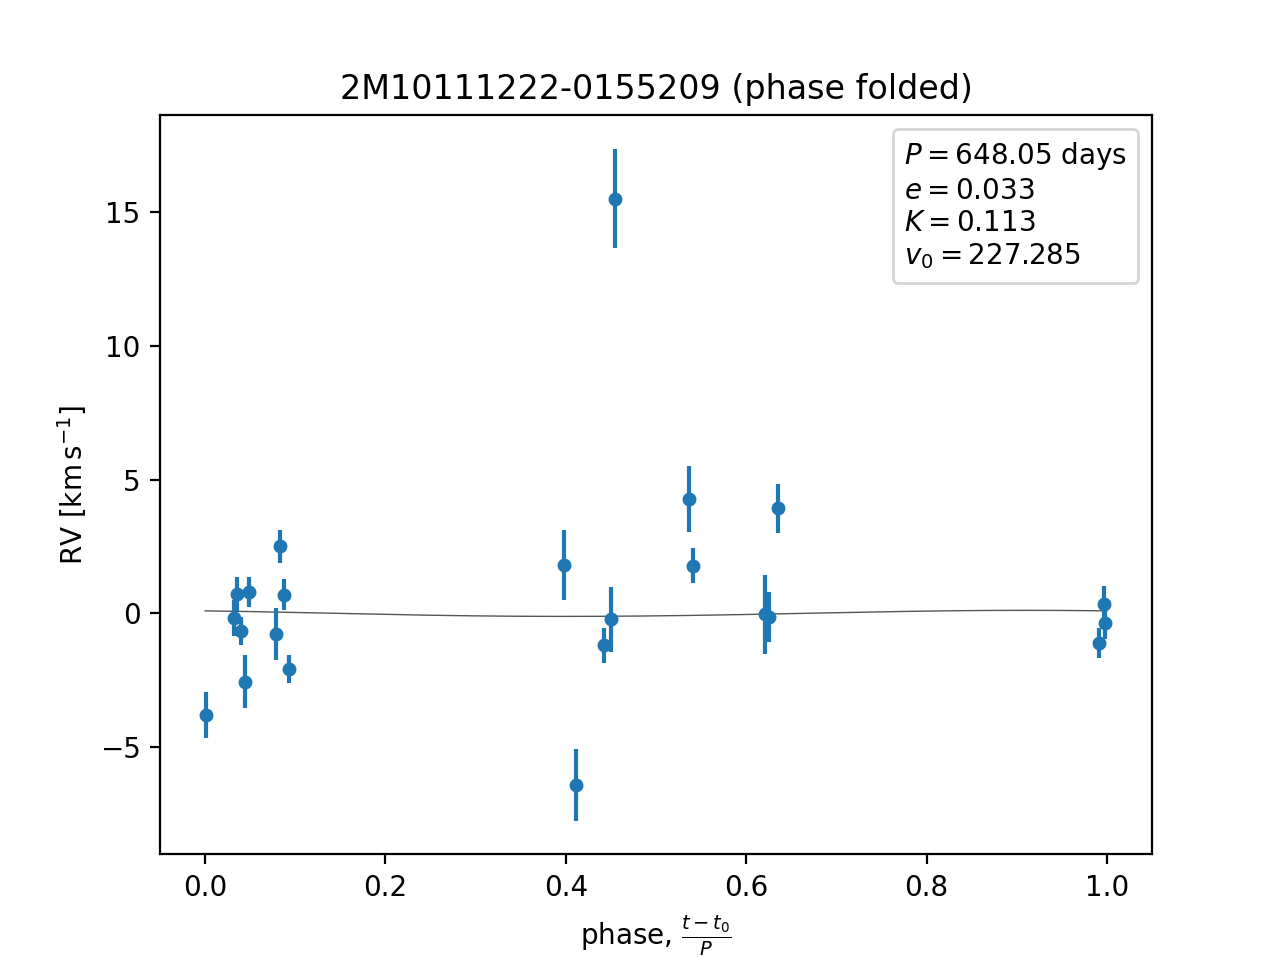 2M10111222-0155209 (phase folded)
P = 648.05 days
e = 0.033
K = 0.113
v₀ = 227.285
15
10
5
0
−5
RV [km s⁻¹]
0.0 0.2 0.4 0.6 0.8 1.0
phase, (t − t₀)/P